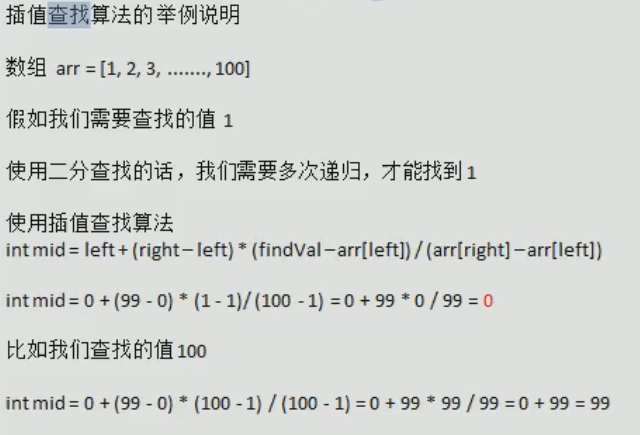 插值查找算法的举例说明
数组 arr = [1, 2, 3, ......., 100]
假如我们需要查找的值 1
使用二分查找的话，我们需要多次递归，才能找到 1
使用插值查找算法
int mid = left + (right – left) * (findVal – arr[left]) / (arr[right] – arr[left])
int mid = 0 + (99 - 0) * (1 - 1)/ (100 - 1) = 0 + 99 * 0 / 99 = 0
比如我们查找的值 100
int mid = 0 + (99 - 0) * (100 - 1) / (100 - 1) = 0 + 99 * 99 / 99 = 0 + 99 = 99